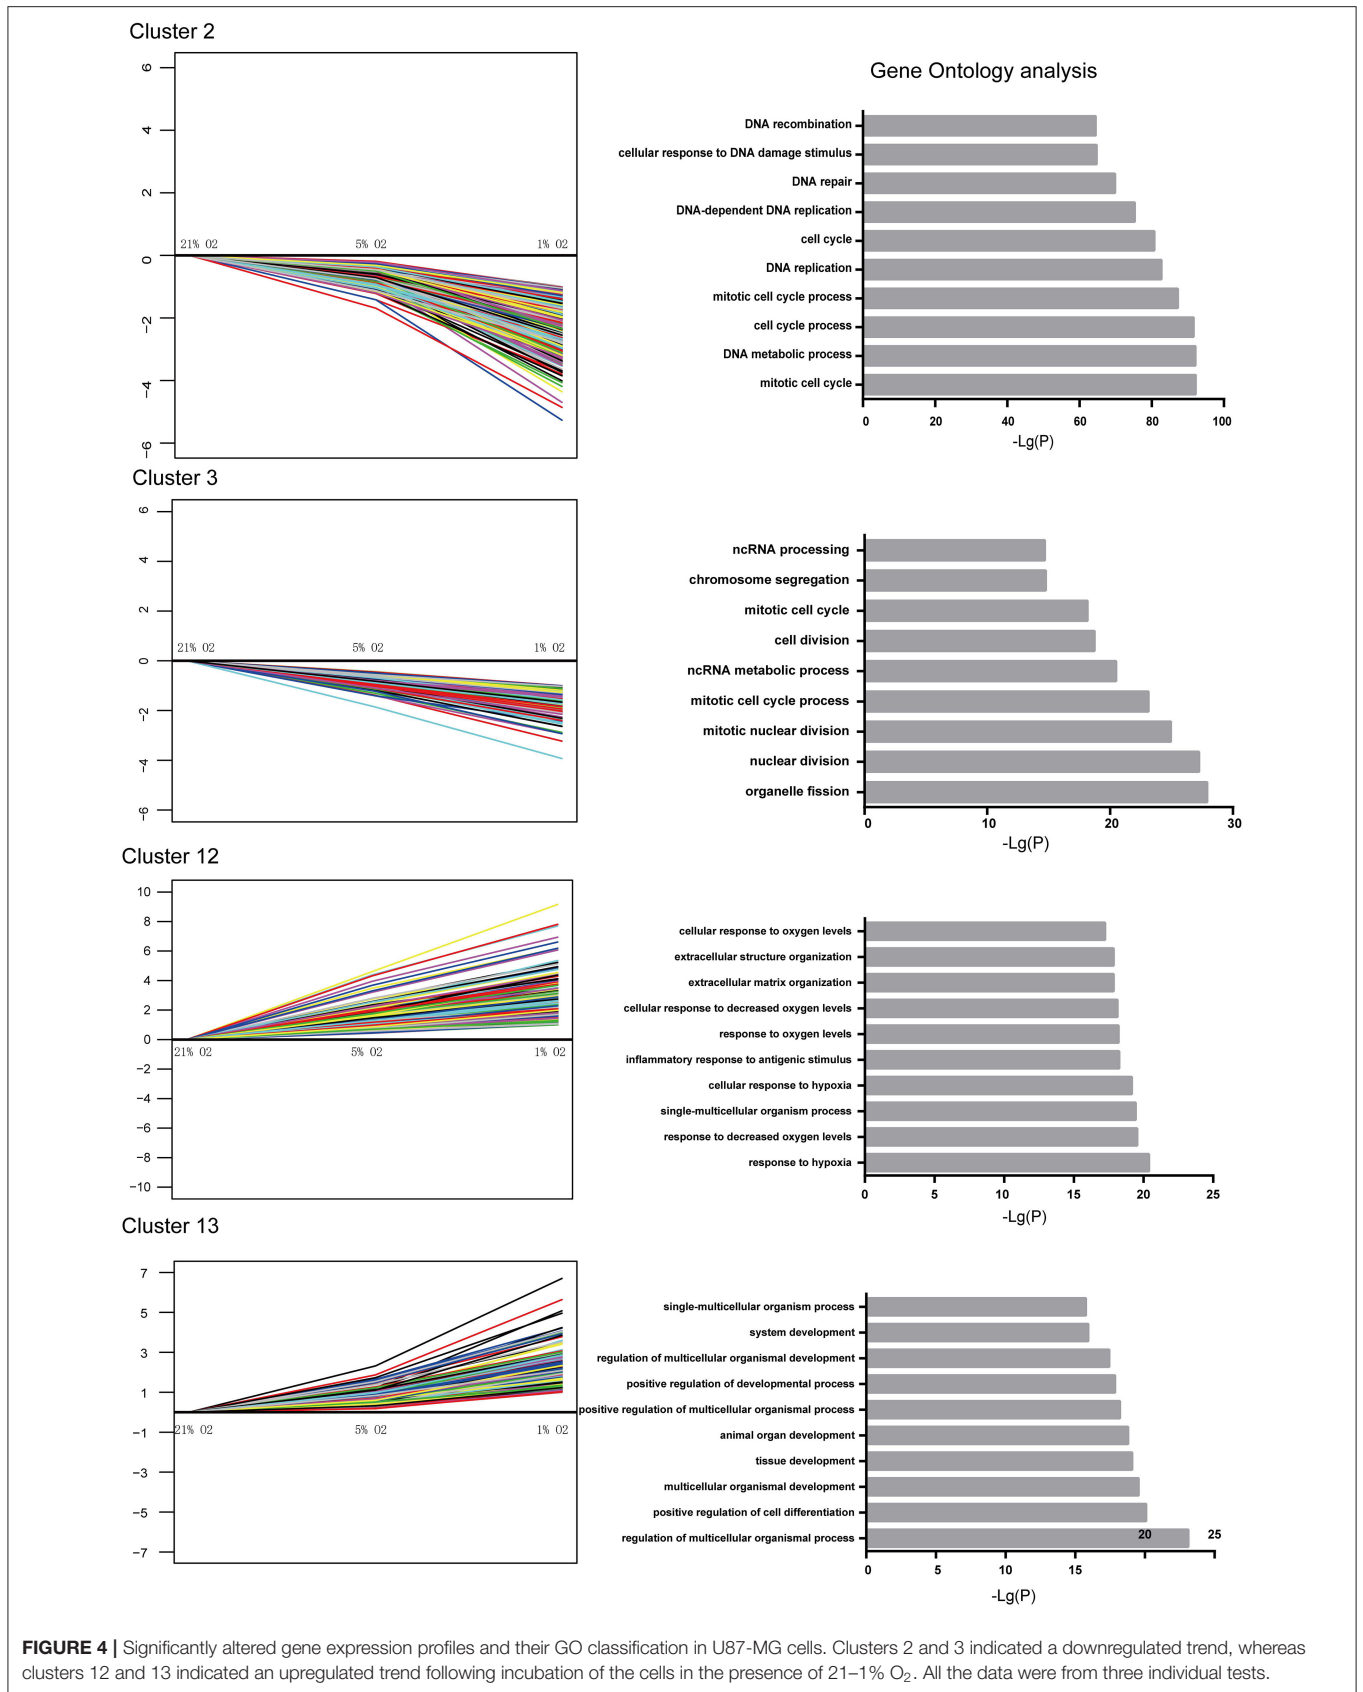 Cluster 2
6
4
2
0
−2
−4
−6
21% O2
5% O2
1% O2
Gene Ontology analysis
DNA recombination
cellular response to DNA damage stimulus
DNA repair
DNA-dependent DNA replication
cell cycle
DNA replication
mitotic cell cycle process
cell cycle process
DNA metabolic process
mitotic cell cycle
0 20 40 60 80 100
-Lg(P)
Cluster 3
6
4
2
0
−2
−4
−6
21% O2
5% O2
1% O2
ncRNA processing
chromosome segregation
mitotic cell cycle
cell division
ncRNA metabolic process
mitotic cell cycle process
mitotic nuclear division
nuclear division
organelle fission
0 10 20 30
-Lg(P)
Cluster 12
10
8
6
4
2
0
−2
−4
−6
−8
−10
21% O2
5% O2
1% O2
cellular response to oxygen levels
extracellular structure organization
extracellular matrix organization
cellular response to decreased oxygen levels
response to oxygen levels
inflammatory response to antigenic stimulus
cellular response to hypoxia
single-multicellular organism process
response to decreased oxygen levels
response to hypoxia
0 5 10 15 20 25
-Lg(P)
Cluster 13
7
5
3
1
−1
−3
−5
−7
21% O2
5% O2
1% O2
single-multicellular organism process
system development
regulation of multicellular organismal development
positive regulation of developmental process
positive regulation of multicellular organismal process
animal organ development
tissue development
multicellular organismal development
positive regulation of cell differentiation
regulation of multicellular organismal process
20 25
0 5 10 15
-Lg(P)
FIGURE 4 | Significantly altered gene expression profiles and their GO classification in U87-MG cells. Clusters 2 and 3 indicated a downregulated trend, whereas
clusters 12 and 13 indicated an upregulated trend following incubation of the cells in the presence of 21–1% O₂. All the data were from three individual tests.